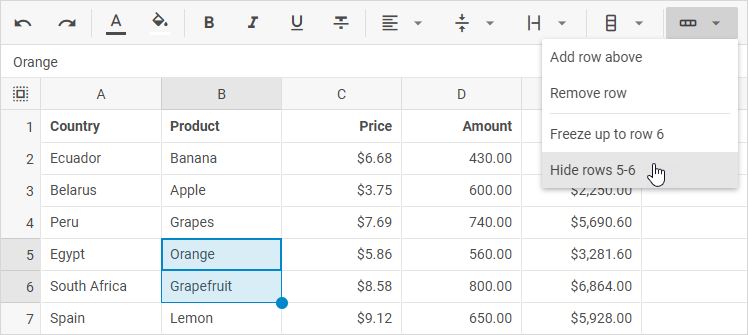 A B I U S
Orange
Add row above
Remove row
Freeze up to row 6
Hide rows 5-6
A B C D
1 Country Product Price Amount
2 Ecuador Banana $6.68 430.00
3 Belarus Apple $3.75 600.00 $2,250.00
4 Peru Grapes $7.69 740.00 $5,690.60
5 Egypt Orange $5.86 560.00 $3,281.60
6 South Africa Grapefruit $8.58 800.00 $6,864.00
7 Spain Lemon $9.12 650.00 $5,928.00